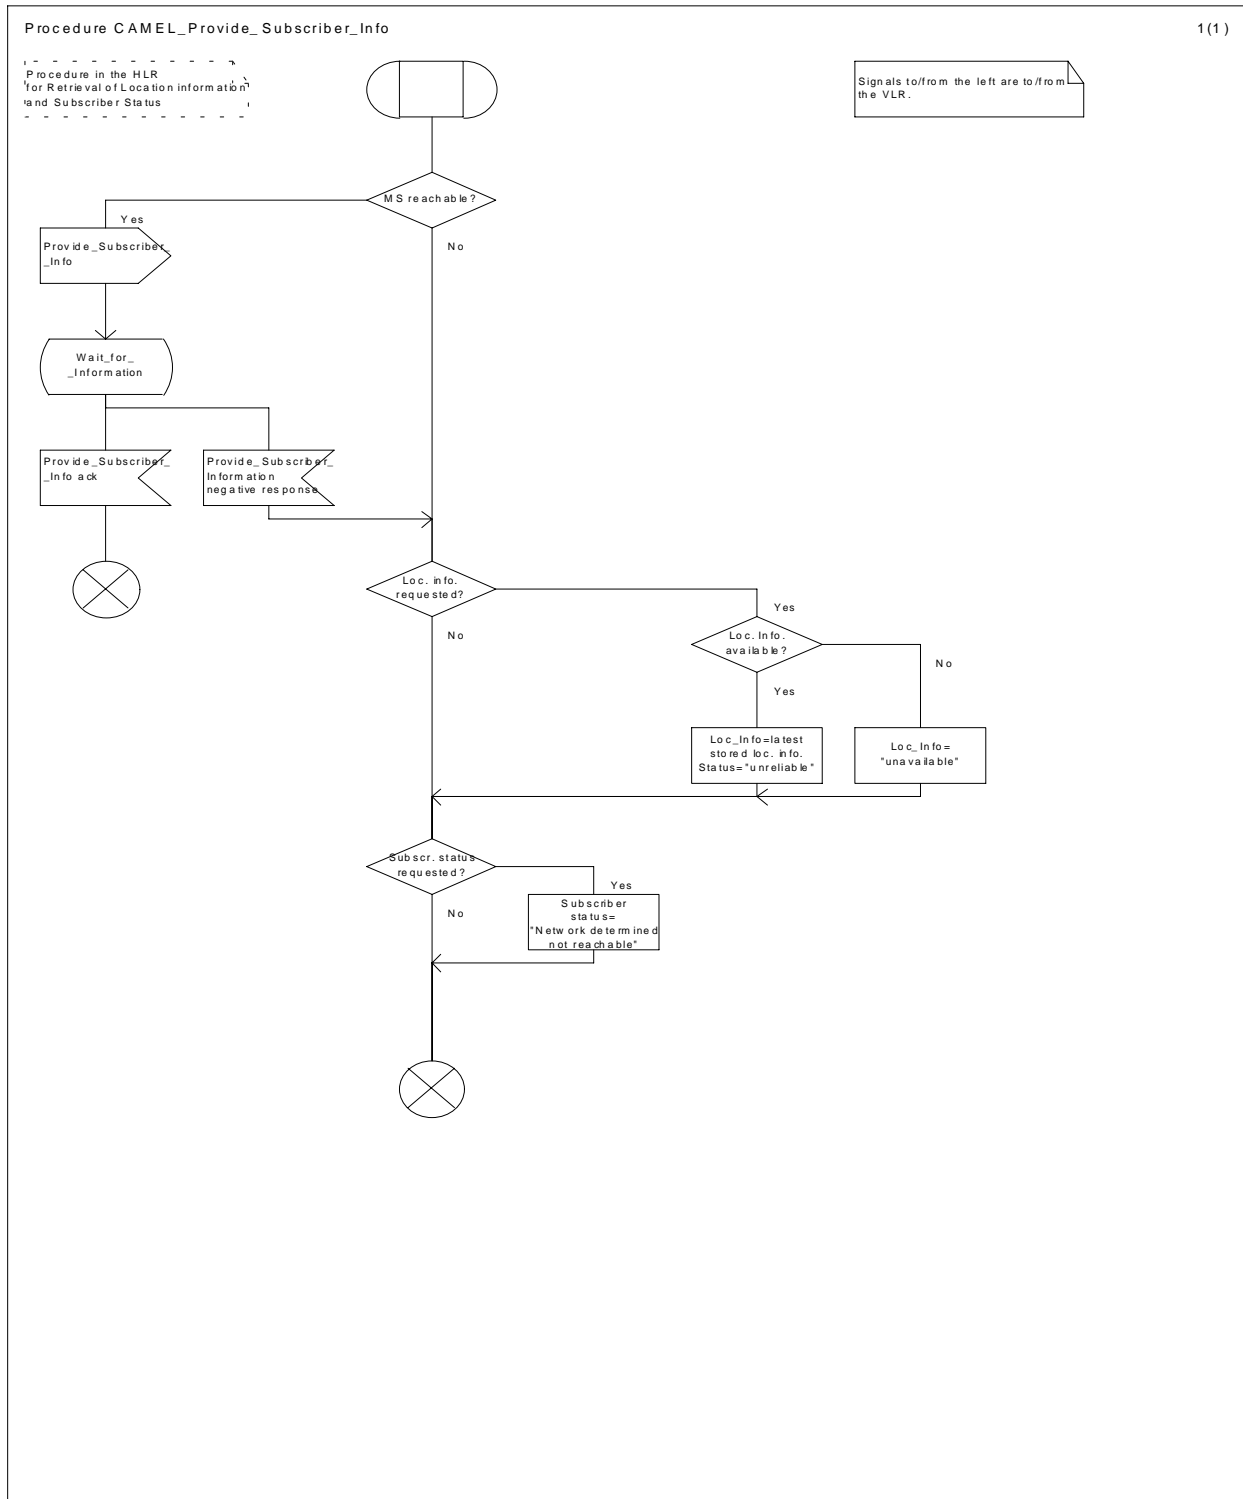 Procedure CAMEL_Provide_Subscriber_Info
1(1)
Procedure in the HLR
for Retrieval of Location information
and Subscriber Status
Signals to/from the left are to/from
the VLR.
MS reachable?
Yes
No
Provide_Subscriber_
_Info
Wait_for_
_Information
Provide_Subscriber_
_Info ack
Provide_Subscriber_
Information
negative response
Loc. info.
requested?
Yes
No
Loc. Info.
available?
No
Yes
Loc_Info=latest
stored loc. info.
Status="unreliable"
Loc_Info=
"unavailable"
Subscr. status
requested?
Yes
No
Subscriber
status=
"Network determined
not reachable"